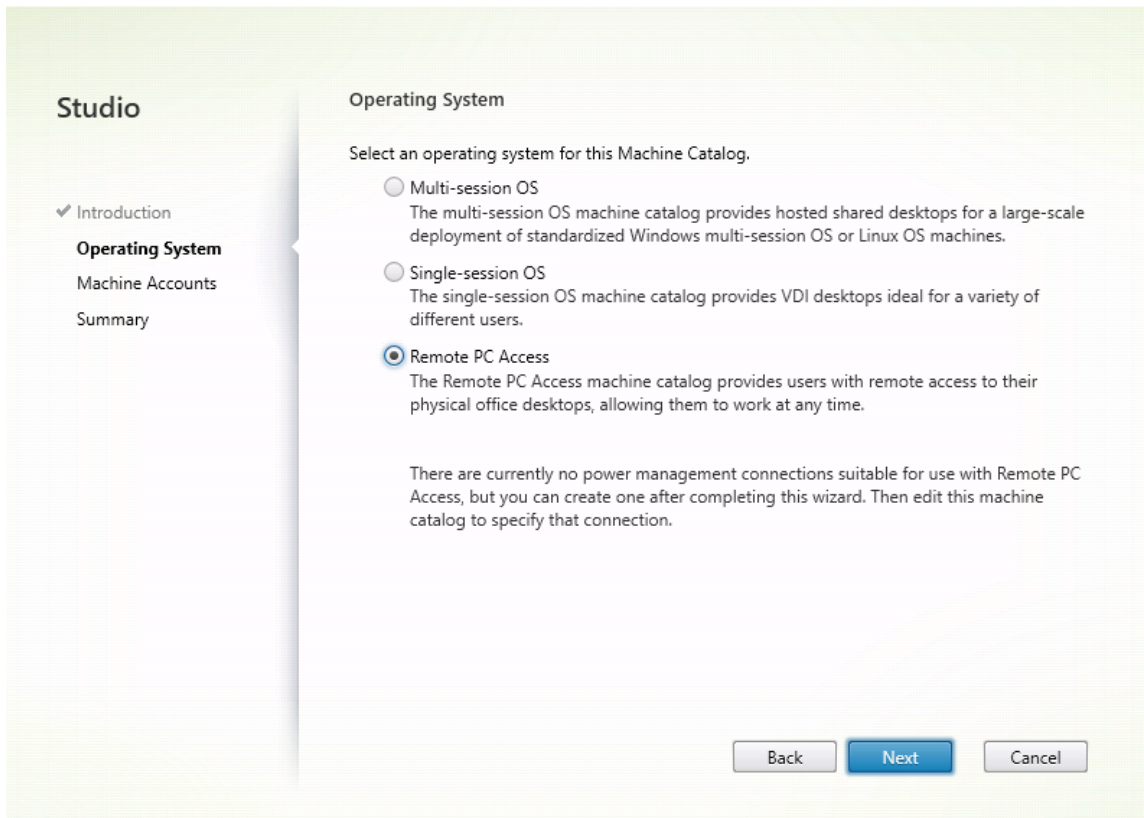 Studio
Introduction
Operating System
Machine Accounts
Summary
Operating System
Select an operating system for this Machine Catalog.
Multi-session OS
The multi-session OS machine catalog provides hosted shared desktops for a large-scale
deployment of standardized Windows multi-session OS or Linux OS machines.
Single-session OS
The single-session OS machine catalog provides VDI desktops ideal for a variety of
different users.
Remote PC Access
The Remote PC Access machine catalog provides users with remote access to their
physical office desktops, allowing them to work at any time.
There are currently no power management connections suitable for use with Remote PC
Access, but you can create one after completing this wizard. Then edit this machine
catalog to specify that connection.
Back
Next
Cancel